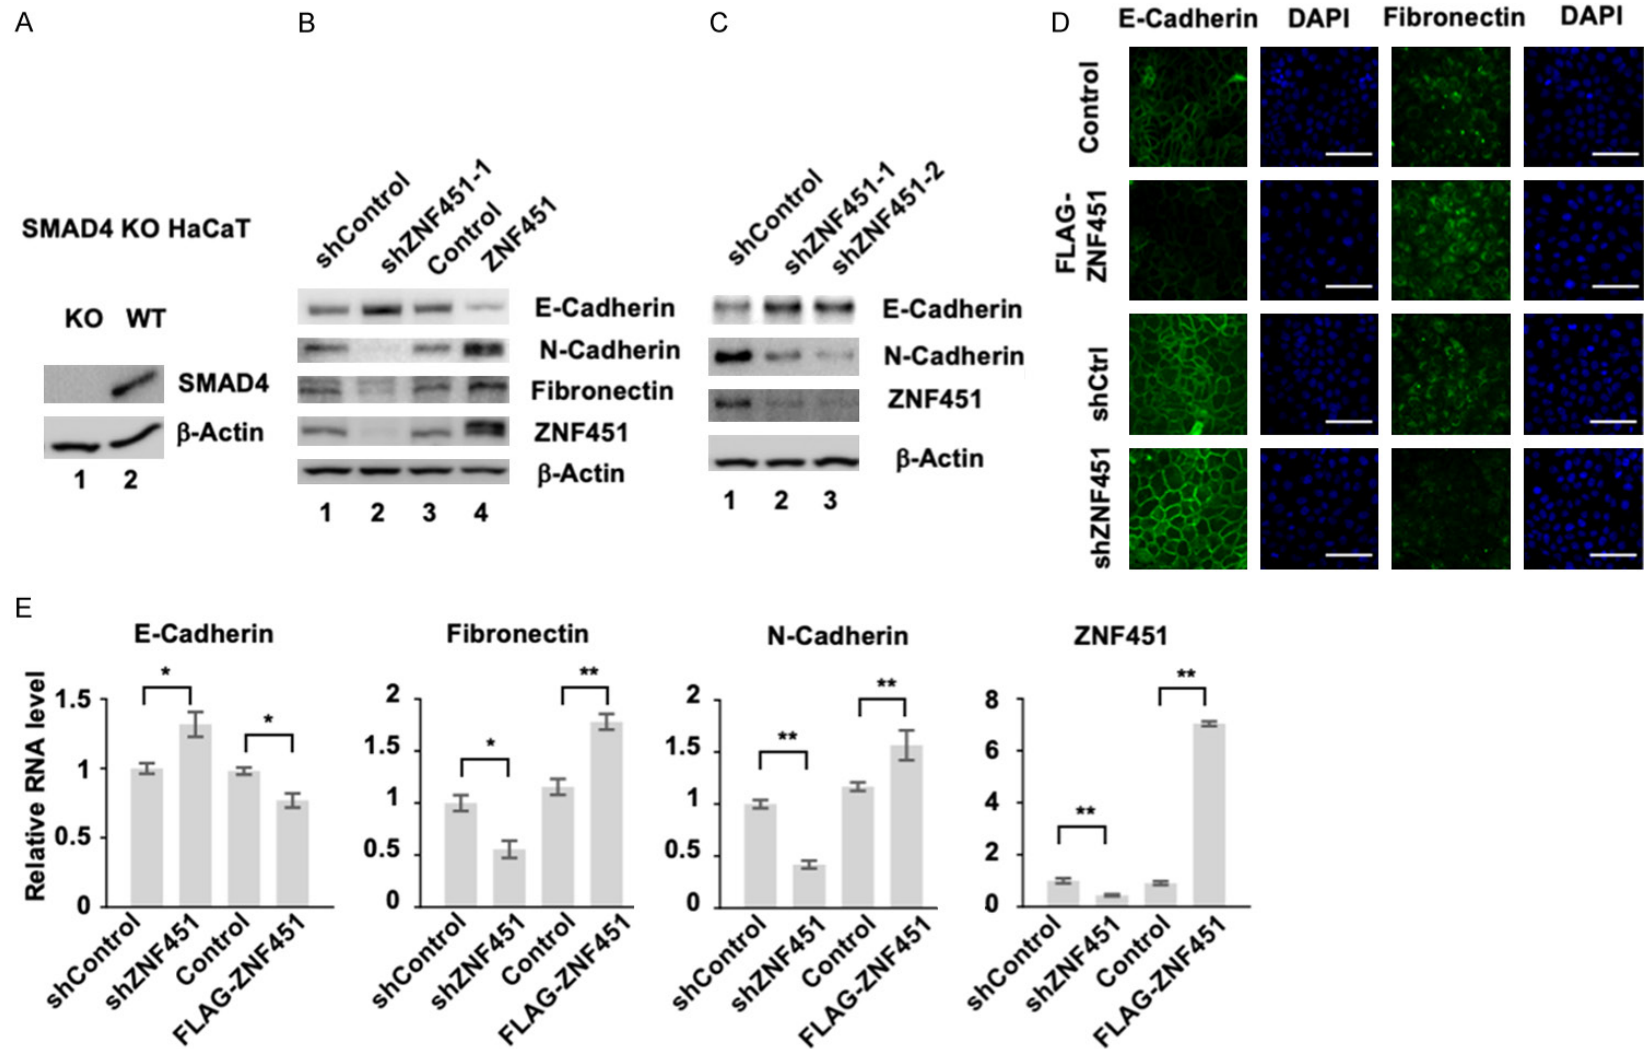 A
SMAD4 KO HaCaT
KO WT
SMAD4
β-Actin
1 2
B
shControl
shZNF451-1
Control
ZNF451
E-Cadherin
N-Cadherin
Fibronectin
ZNF451
β-Actin
1 2 3 4
C
shControl
shZNF451-1
shZNF451-2
E-Cadherin
N-Cadherin
ZNF451
β-Actin
1 2 3
D
E-Cadherin DAPI Fibronectin DAPI
Control
FLAG-
ZNF451
shCtrl
shZNF451
E
Relative RNA level
E-Cadherin
* *
1.5
1
0.5
0
shControl
shZNF451
Control
FLAG-ZNF451
Fibronectin
* **
2
1.5
1
0.5
0
shControl
shZNF451
Control
FLAG-ZNF451
N-Cadherin
** **
2
1.5
1
0.5
0
shControl
shZNF451
Control
FLAG-ZNF451
ZNF451
** **
8
6
4
2
0
shControl
shZNF451
Control
FLAG-ZNF451